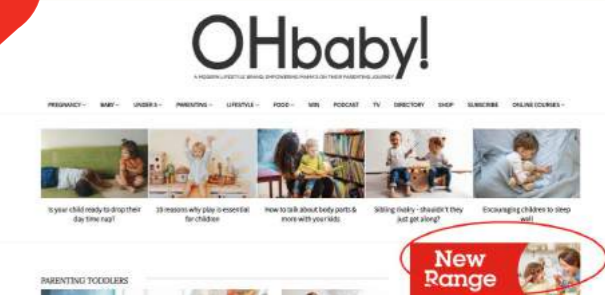 OHbaby!
A MODERN LIFESTYLE BRAND, EMPOWERING PARENTS ON THEIR PARENTING JOURNEY
PREGNANCY BABY UNDER 5 PARENTING LIFESTYLE FOOD WIN PODCAST TV DIRECTORY SHOP SUBSCRIBE ONLINE COURSES
Is your child ready to drop their day time nap?
10 reasons why play is essential for children
How to talk about body parts & more with your kids
Sibling rivalry - shouldn't they just get along?
Encouraging children to sleep well
New
Range
PARENTING TODDLERS